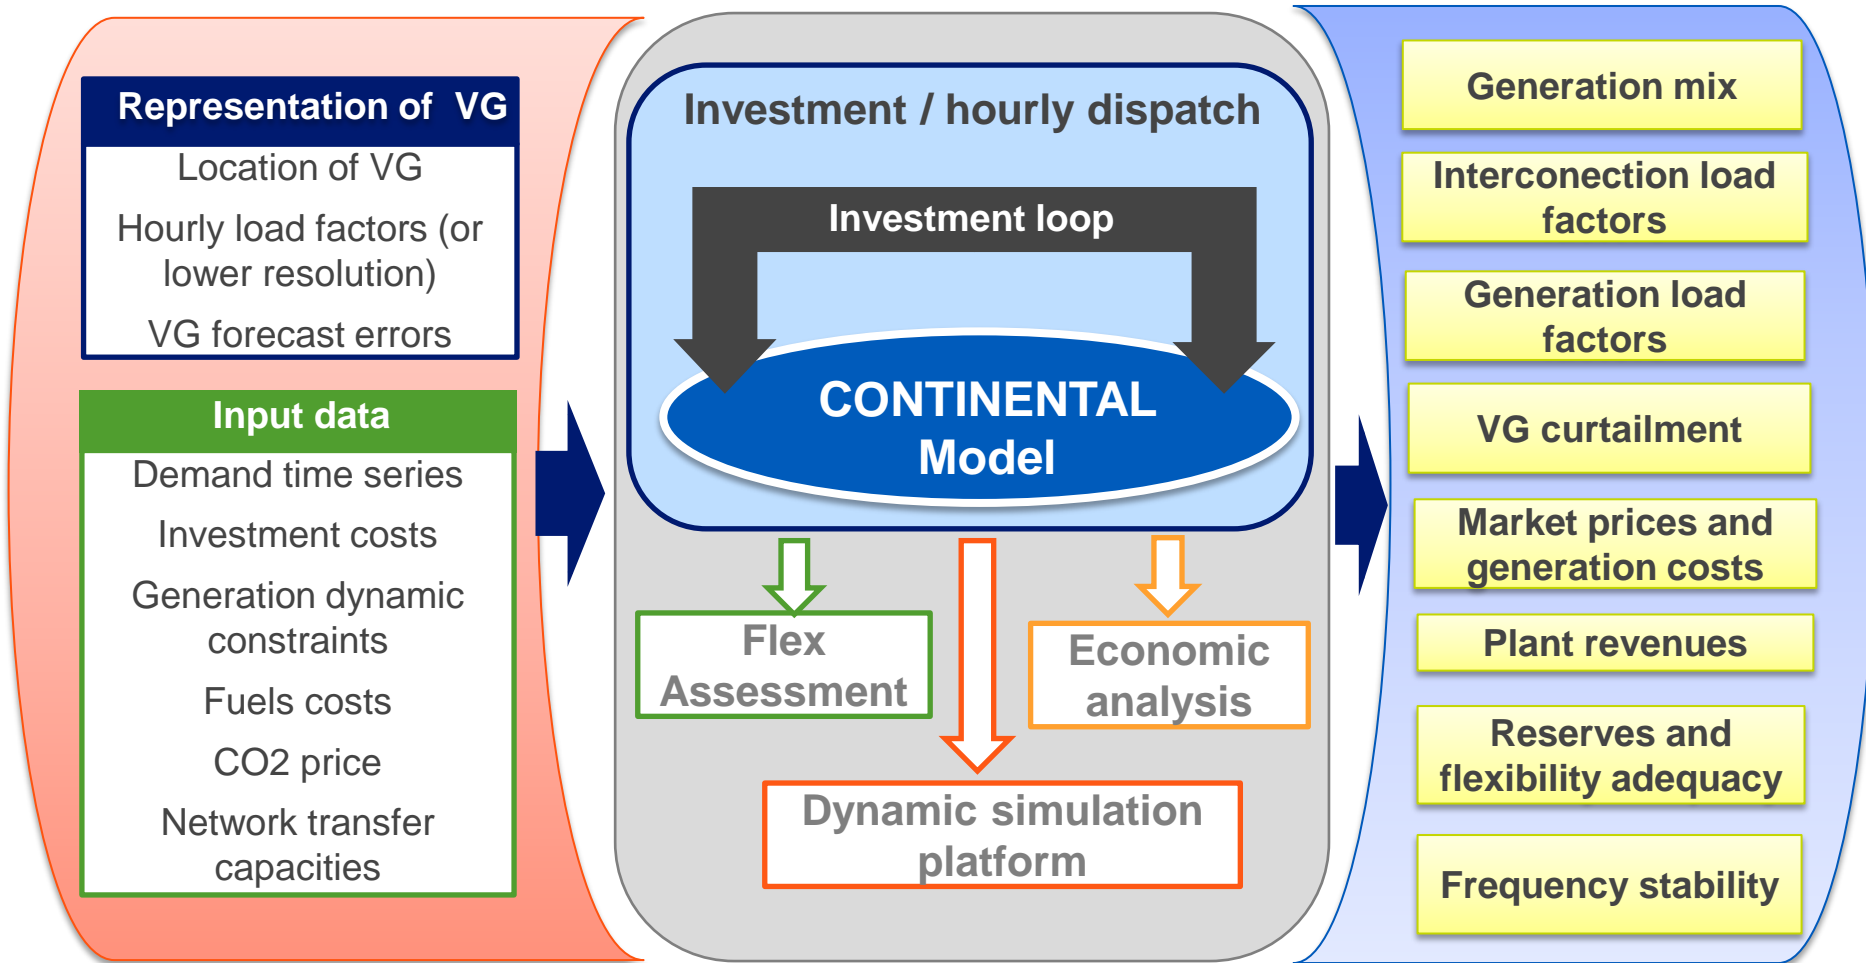 Representation of VG
Location of VG
Hourly load factors (or
lower resolution)
VG forecast errors
Input data
Demand time series
Investment costs
Generation dynamic
constraints
Fuels costs
CO2 price
Network transfer
capacities
Investment / hourly dispatch
Investment loop
CONTINENTAL
Model
Flex
Assessment
Economic
analysis
Dynamic simulation
platform
Generation mix
Interconection load
factors
Generation load
factors
VG curtailment
Market prices and
generation costs
Plant revenues
Reserves and
flexibility adequacy
Frequency stability